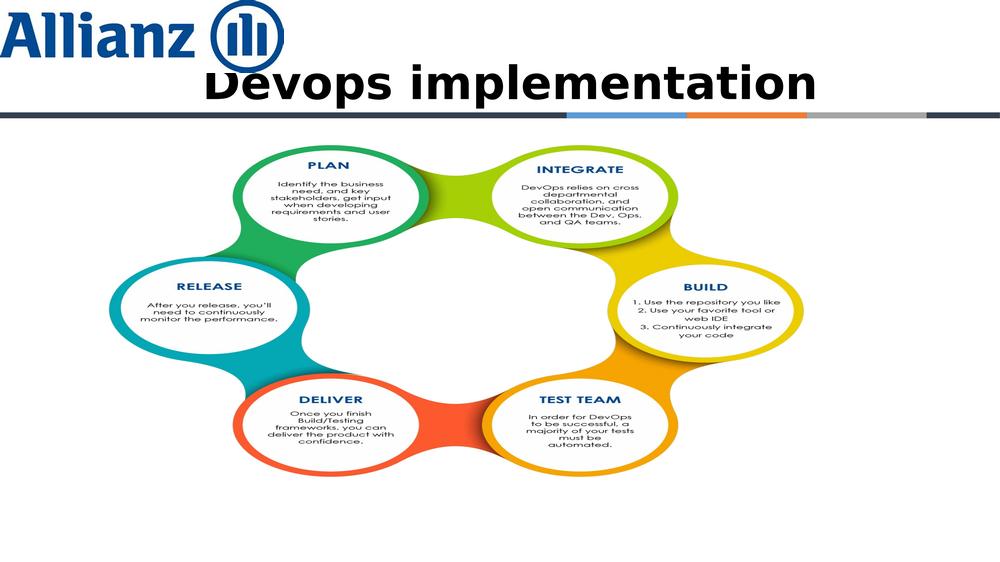 Allianz
Devops implementation
PLAN
Identify the business
need, and key
stakeholders, get input
when developing
requirements and user
stories.
INTEGRATE
DevOps relies on cross
departmental
collaboration, and
open communication
between the Dev, Ops,
and QA teams.
RELEASE
After you release, you'll
need to continuously
monitor the performance.
BUILD
1. Use the repository you like
2. Use your favorite tool or
web IDE
3. Continuously integrate
your code
DELIVER
Once you finish
Build/Testing
frameworks, you can
deliver the product with
confidence.
TEST TEAM
In order for DevOps
to be successful, a
majority of your tests
must be
automated.